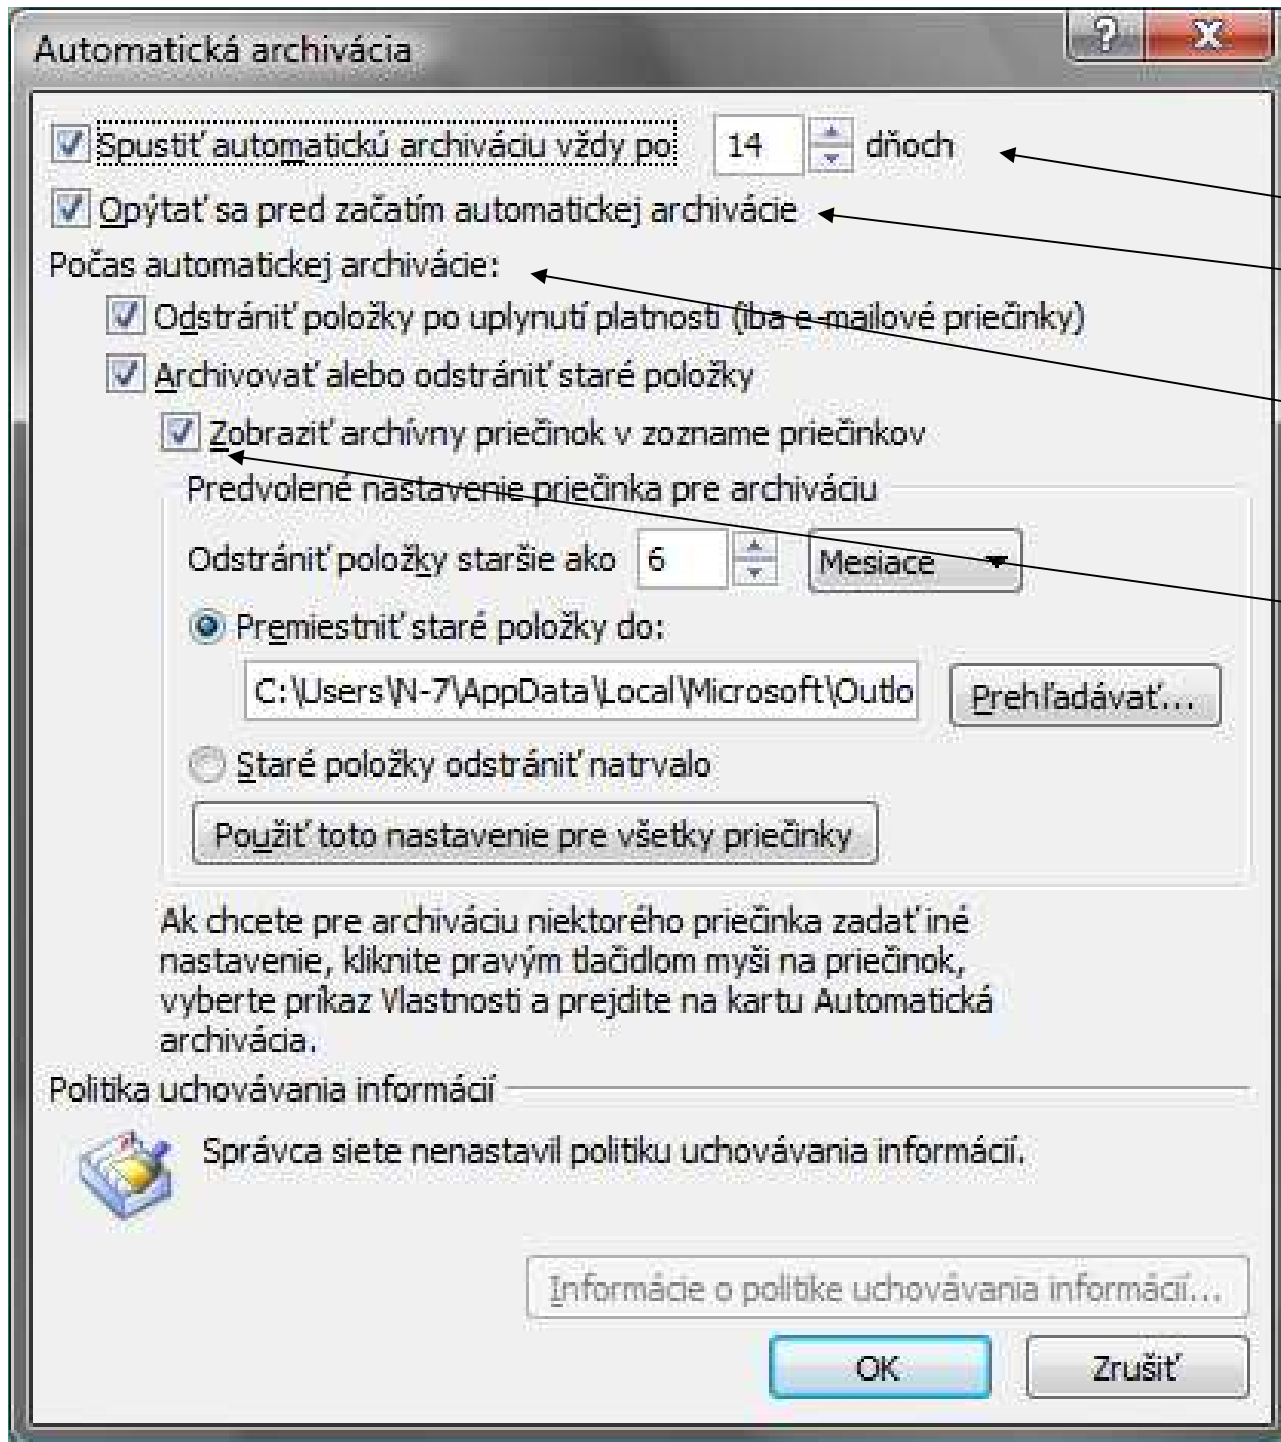 Automatická archivácia
Spustiť automatickú archiváciu vždy po 14 dňoch
Opýtať sa pred začatím automatickej archivácie
Počas automatickej archivácie:
Odstrániť položky po uplynutí platnosti (iba e-mailové priečinky)
Archivovať alebo odstrániť staré položky
Zobraziť archívny priečinok v zozname priečinkov
Predvolené nastavenie priečinka pre archiváciu
Odstrániť položky staršie ako 6 Mesiace
Premiestniť staré položky do:
C:\Users\N-7\AppData\Local\Microsoft\Outlo Prehľadávať...
Staré položky odstrániť natrvalo
Použiť toto nastavenie pre všetky priečinky
Ak chcete pre archiváciu niektorého priečinka zadať iné
nastavenie, kliknite pravým tlačidlom myši na priečinok,
vyberte príkaz Vlastnosti a prejdite na kartu Automatická
archivácia.
Politika uchovávania informácií
Správca siete nenastavil politiku uchovávania informácií.
Informácie o politike uchovávania informácií...
OK Zrušiť